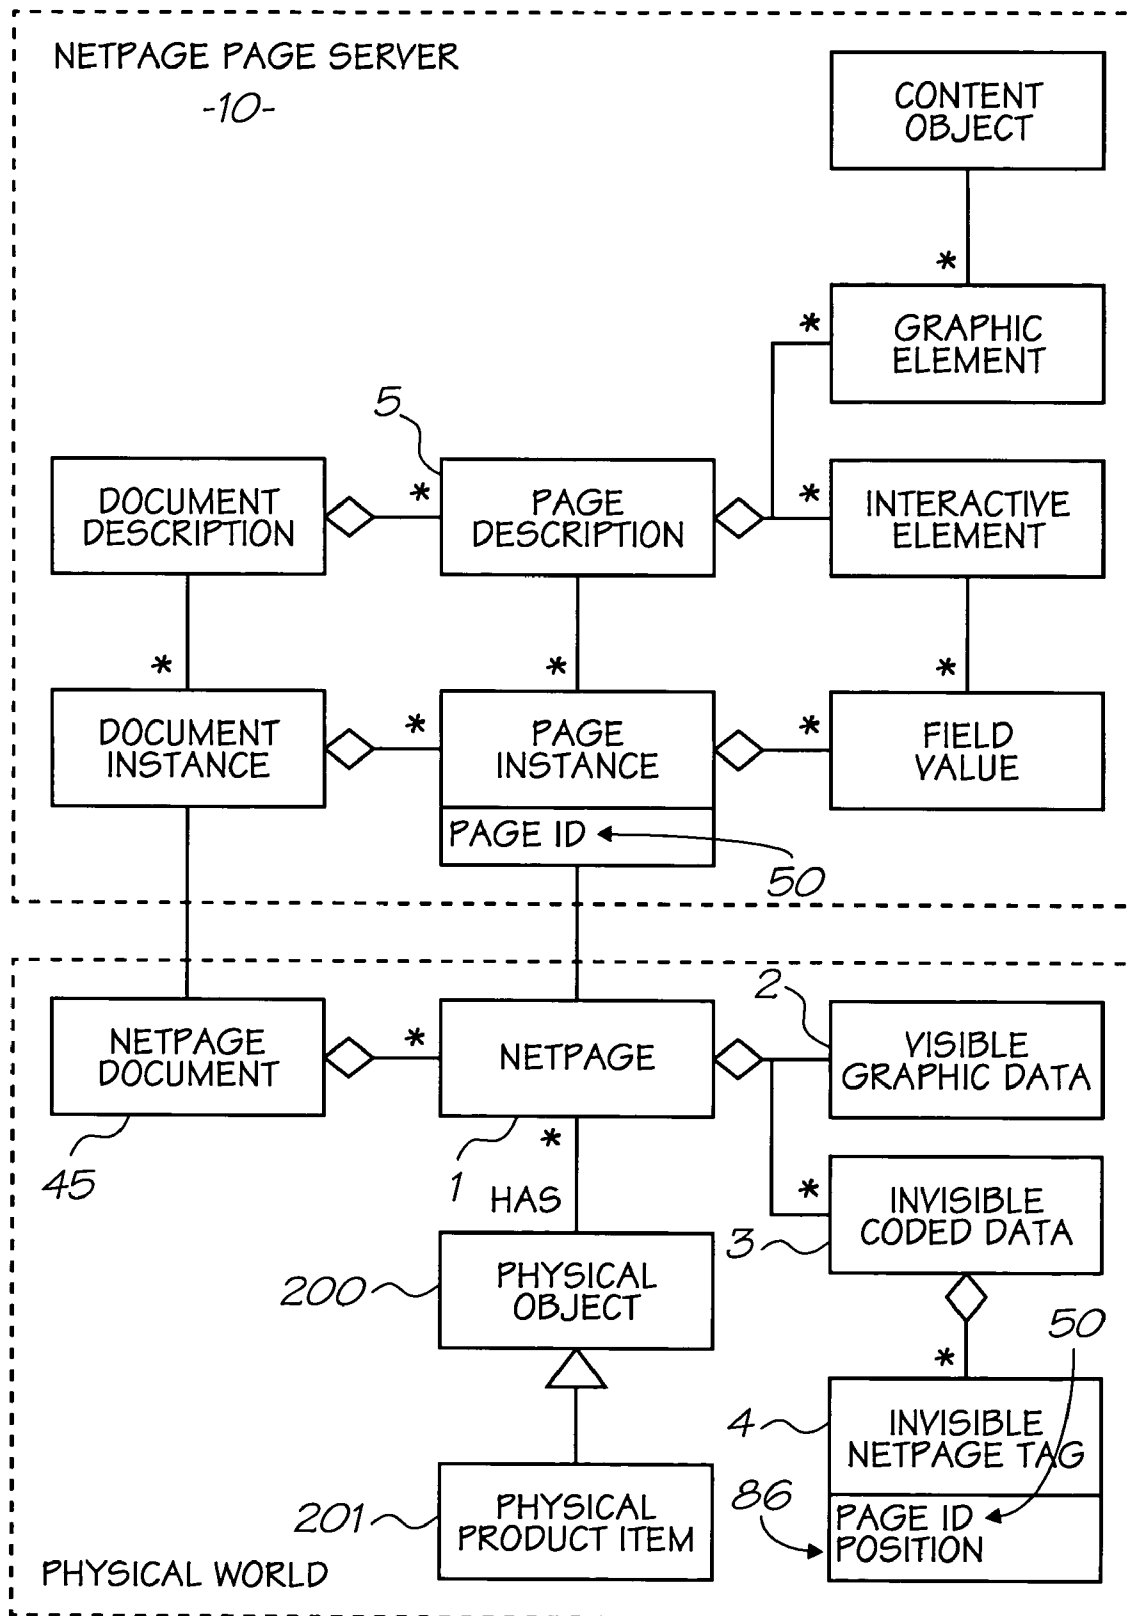 NETPAGE PAGE SERVER
-10-
CONTENT
OBJECT
*
*
GRAPHIC
ELEMENT
5
DOCUMENT
DESCRIPTION
*
PAGE
DESCRIPTION
*
INTERACTIVE
ELEMENT
*
*
*
DOCUMENT
INSTANCE
*
PAGE
INSTANCE
*
FIELD
VALUE
PAGE ID
50
NETPAGE
DOCUMENT
45
*
NETPAGE
1
2
VISIBLE
GRAPHIC DATA
*
HAS
*
3
INVISIBLE
CODED DATA
200
PHYSICAL
OBJECT
50
*
4
INVISIBLE
NETPAGE TAG
201
PHYSICAL
PRODUCT ITEM
86
PAGE ID
POSITION
PHYSICAL WORLD